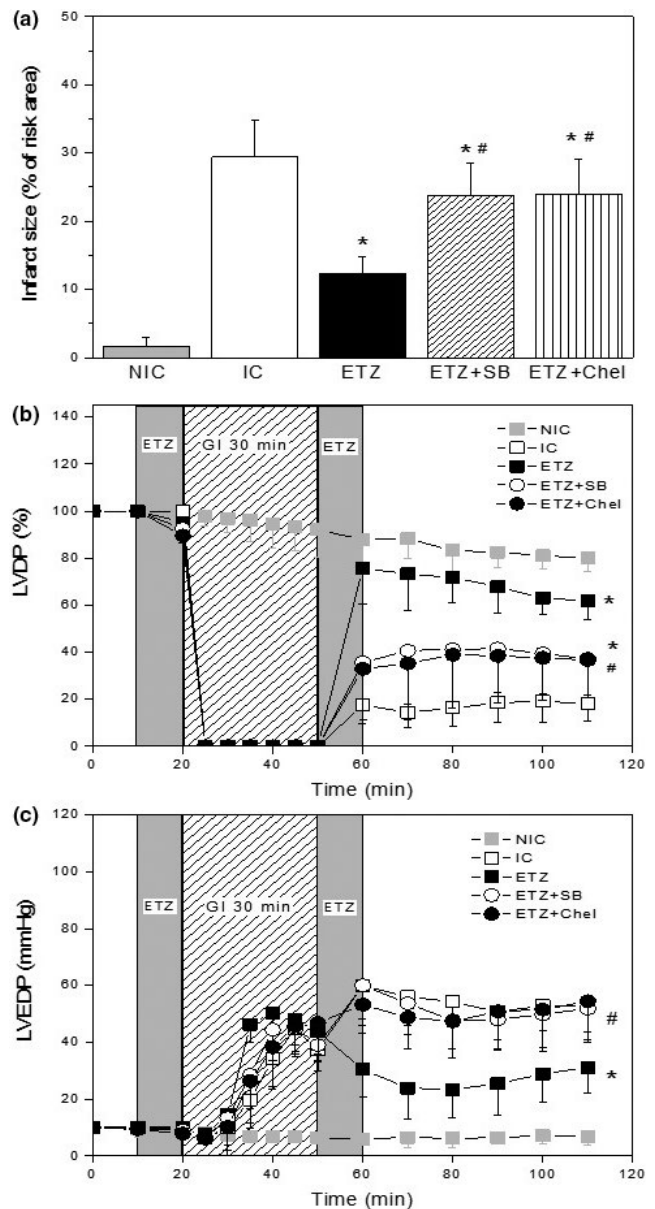 (a)
50
40
30
20
10
0
Infarct size (% of risk area)
*
* #
* #
NIC IC ETZ ETZ+SB ETZ+Chel
(b)
140
120
100
80
60
40
20
0
LVDP (%)
ETZ GI 30 min ETZ
NIC
IC
ETZ
ETZ+SB
ETZ+Chel
*
*
#
0 20 40 60 80 100 120
Time (min)
(c)
120
100
80
60
40
20
0
LVEDP (mmHg)
ETZ GI 30 min ETZ
NIC
IC
ETZ
ETZ+SB
ETZ+Chel
#
*
0 20 40 60 80 100 120
Time (min)